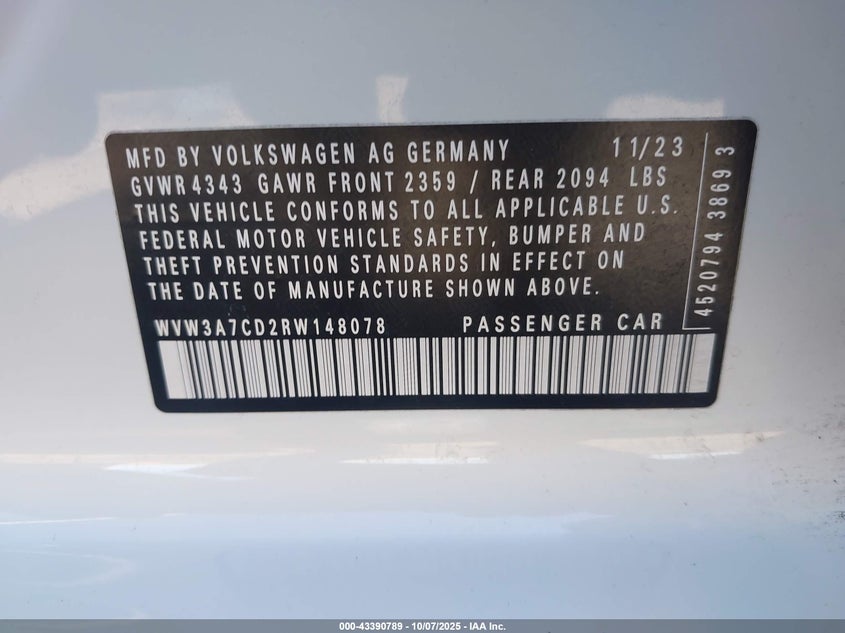 MFD BY VOLKSWAGEN AG GERMANY 11/23
GVWR 4343 GAWR FRONT 2359 / REAR 2094 LBS
THIS VEHICLE CONFORMS TO ALL APPLICABLE U.S.
FEDERAL MOTOR VEHICLE SAFETY, BUMPER AND
THEFT PREVENTION STANDARDS IN EFFECT ON
THE DATE OF MANUFACTURE SHOWN ABOVE.
WVW3A7CD2RW148078 PASSENGER CAR
4520794 3869 3
000-43390789 - 10/07/2025 - IAA Inc.